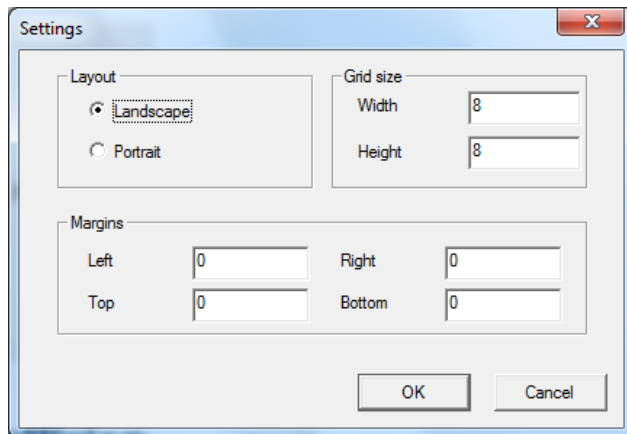 Settings
Layout
Landscape
Portrait
Grid size
Width 8
Height 8
Margins
Left 0 Right 0
Top 0 Bottom 0
OK Cancel